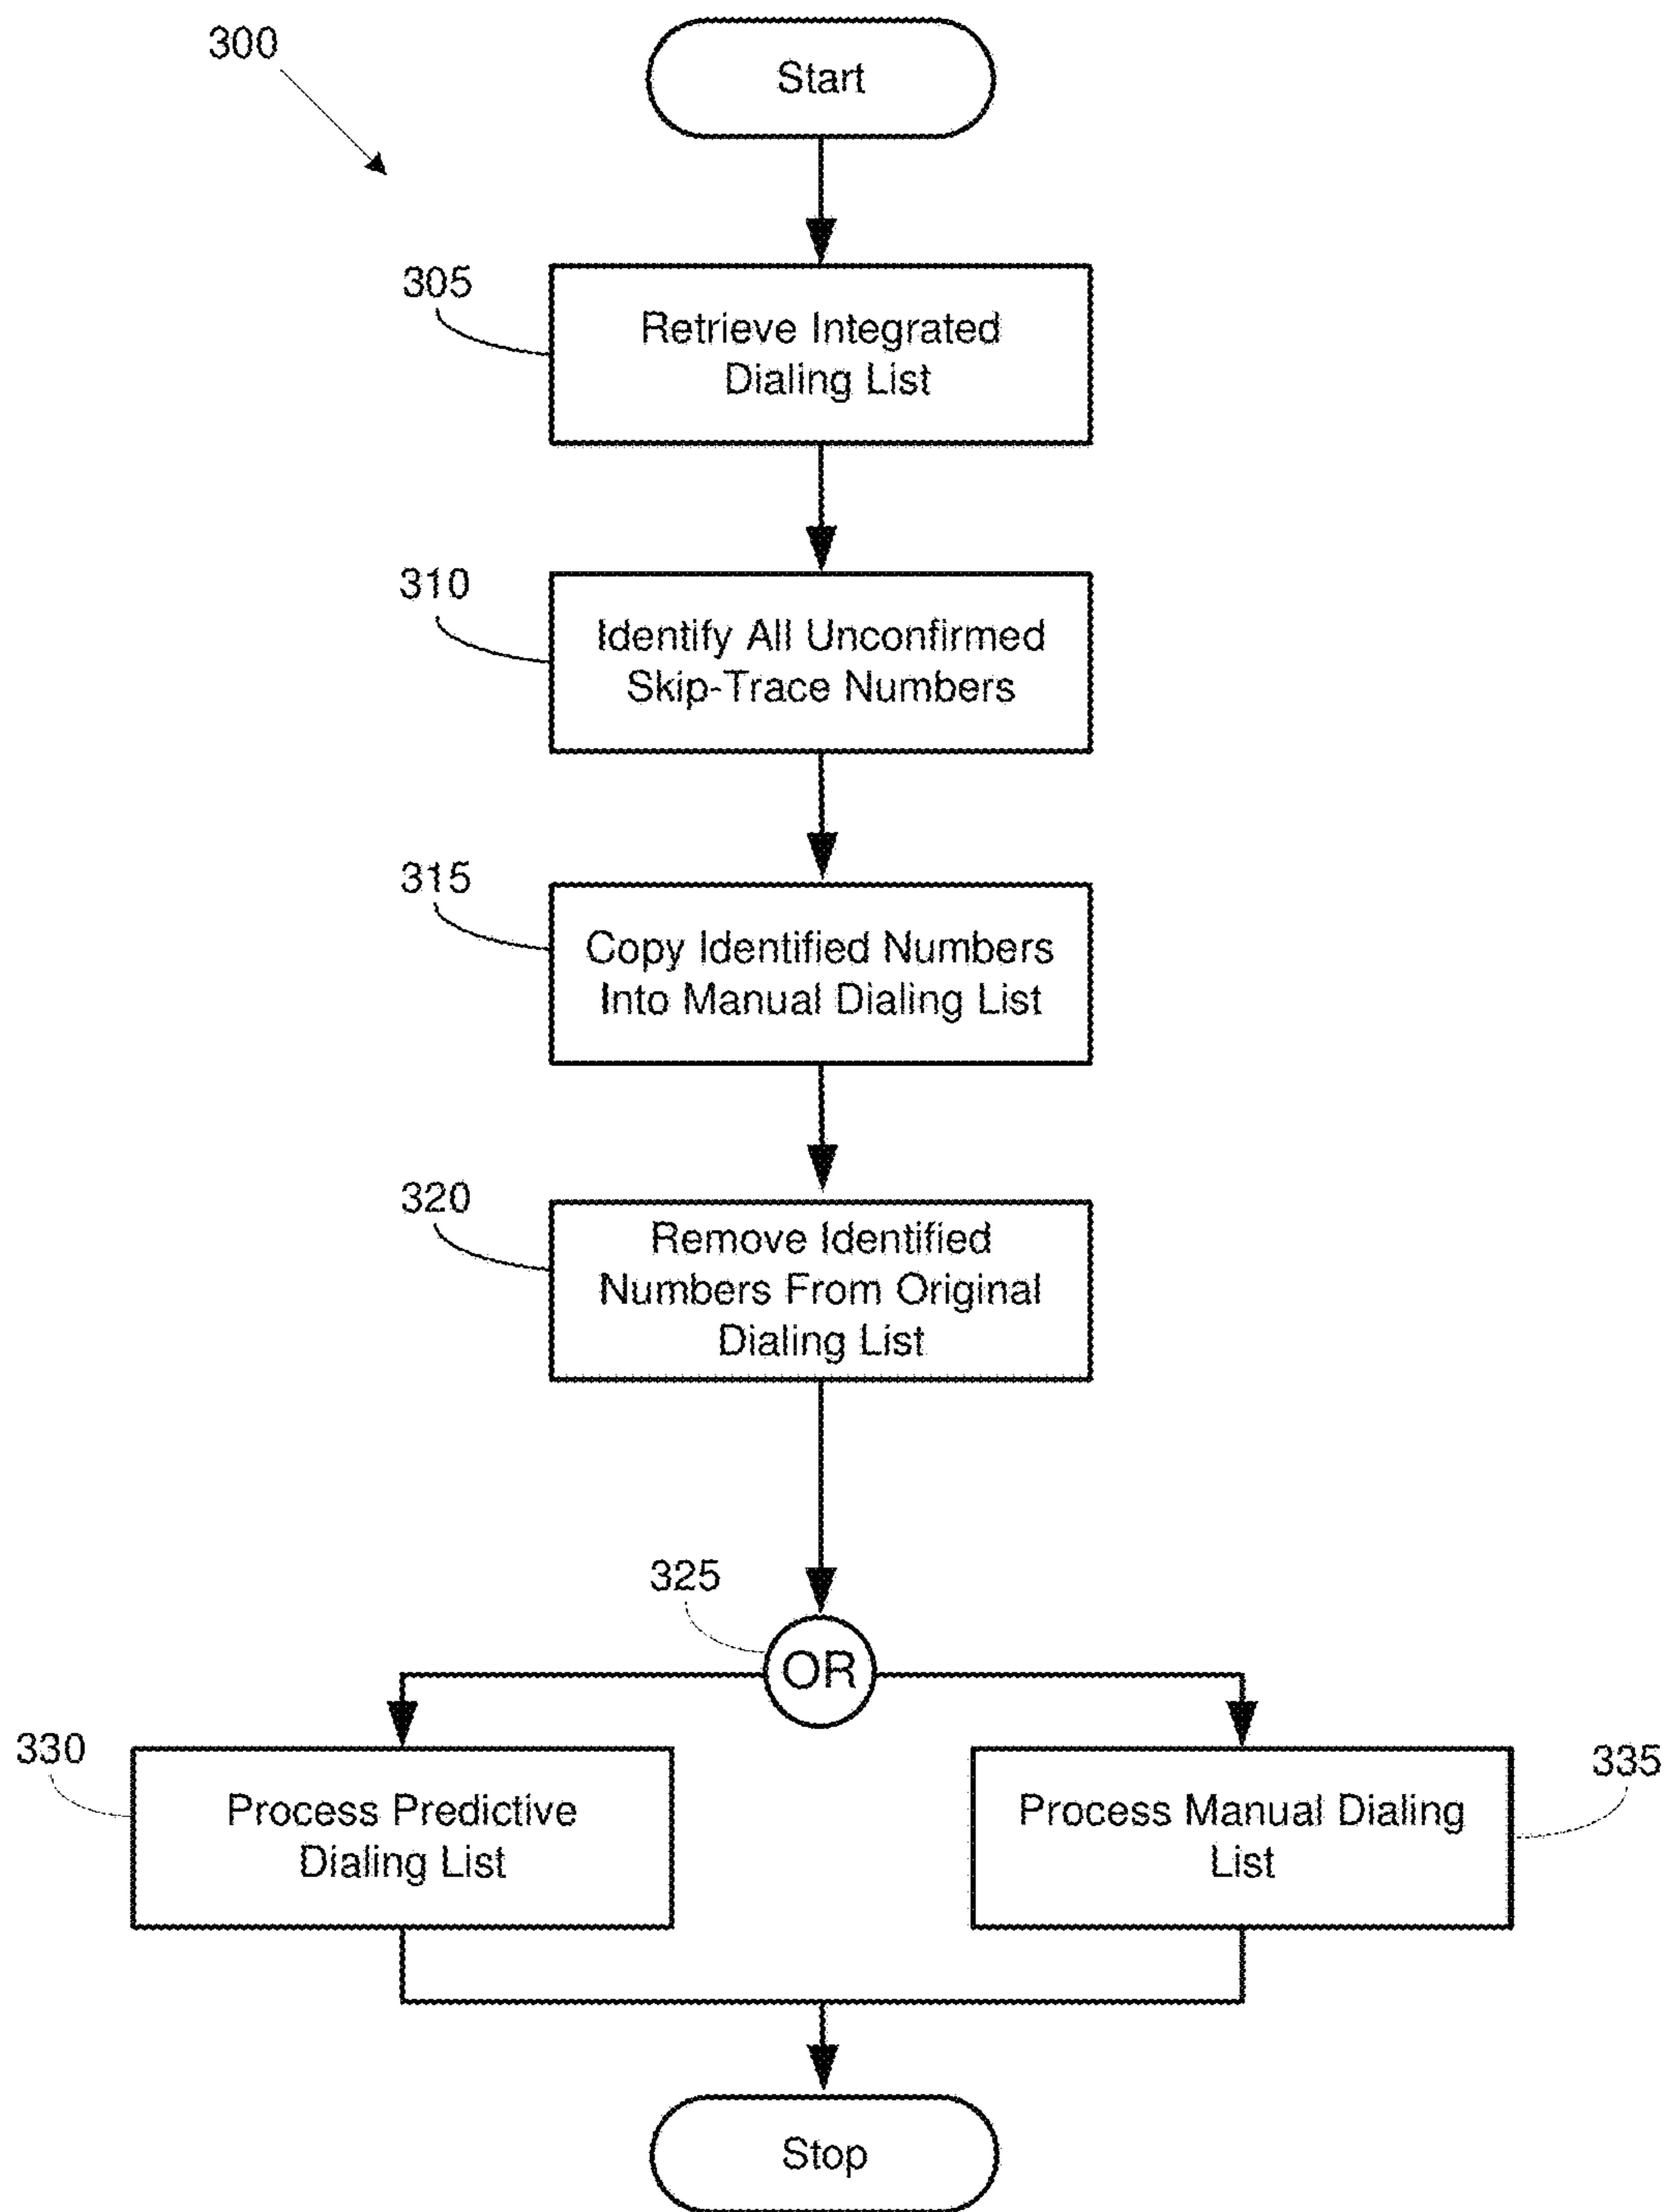 300
Start
305
Retrieve Integrated
Dialing List
310
Identify All Unconfirmed
Skip-Trace Numbers
315
Copy Identified Numbers
Into Manual Dialing List
320
Remove Identified
Numbers From Original
Dialing List
325
OR
330
Process Predictive
Dialing List
335
Process Manual Dialing
List
Stop